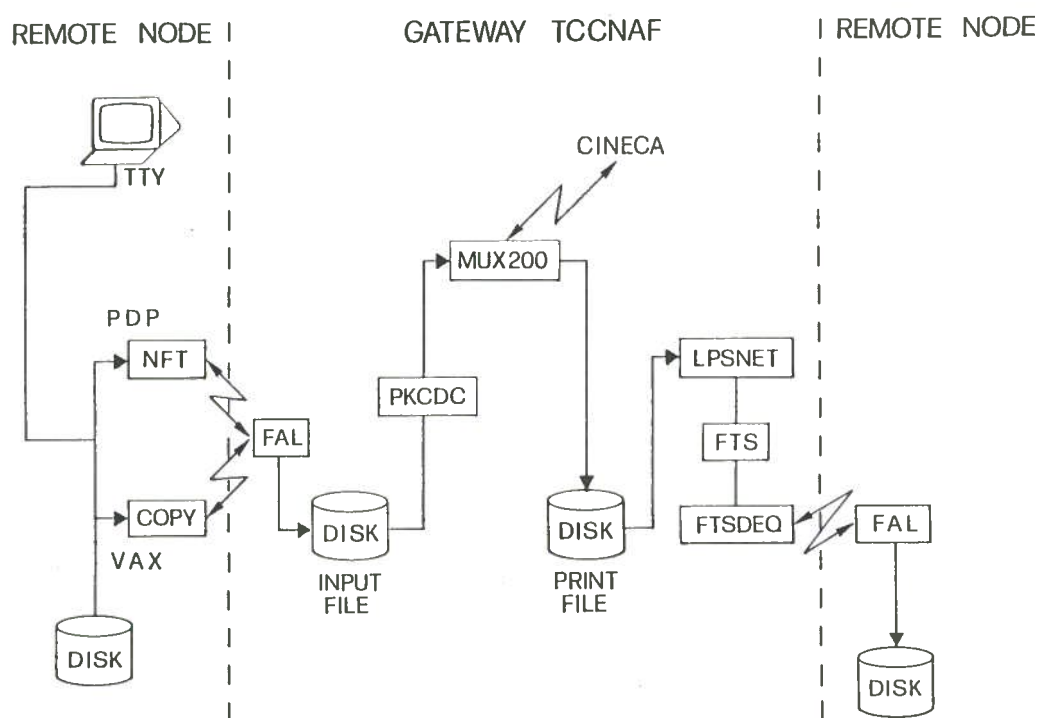 REMOTE NODE
GATEWAY TCCNAF
REMOTE NODE
TTY
CINECA
MUX200
PDP
NFT
LPSNET
PKCDC
FAL
FTS
COPY
VAX
DISK
INPUT
FILE
DISK
PRINT
FILE
FTSDEQ
FAL
DISK
DISK